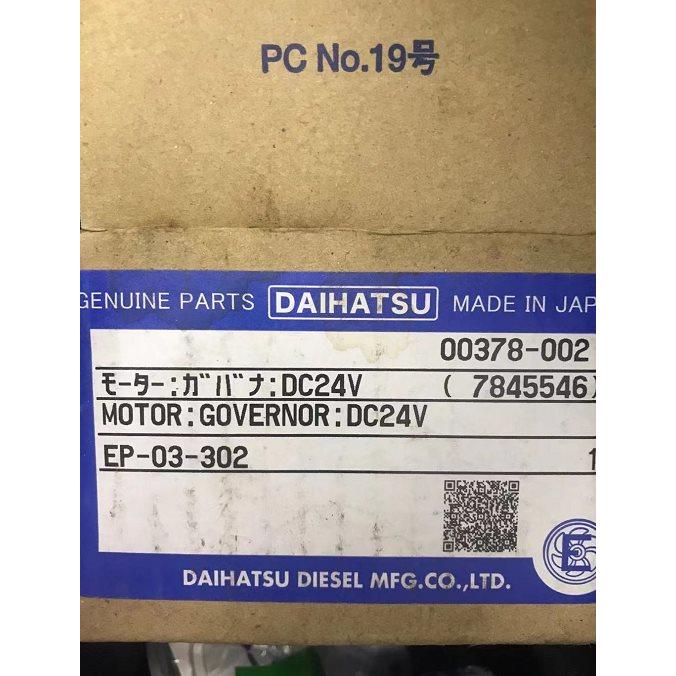 PC No.19号
GENUINE PARTS DAIHATSU MADE IN JAP
00378-002
モーター:ガバナ:DC24V ( 7845546)
MOTOR:GOVERNOR:DC24V
EP-03-302 1
E
DAIHATSU DIESEL MFG.CO.,LTD.